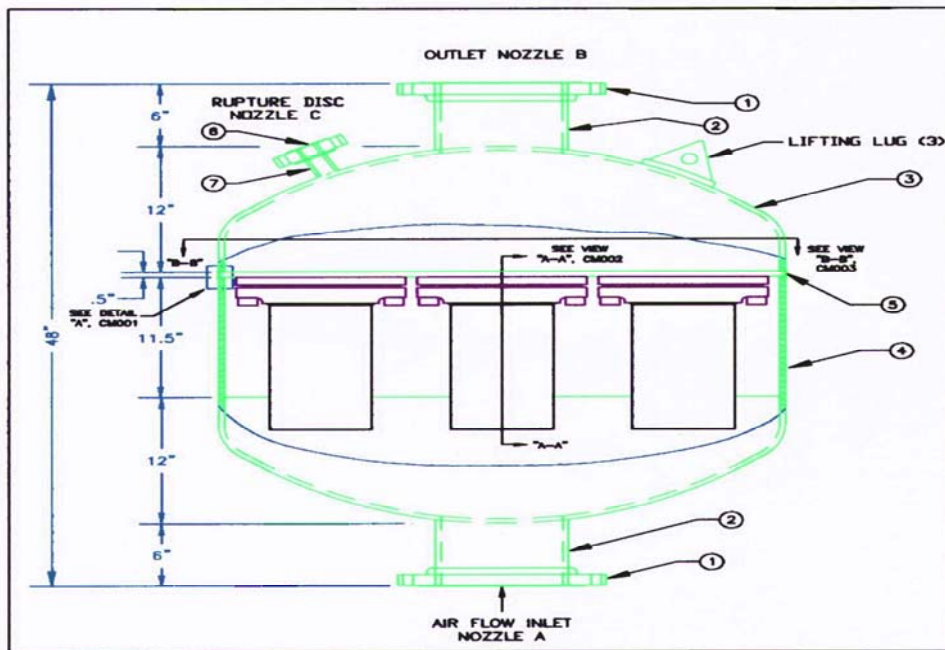 OUTLET NOZZLE B
1
6"
RUPTURE DISC
NOZZLE C
2
6
LIFTING LUG (3)
7
3
12"
"B-B"
SEE VIEW
"A-A", CM002
SEE VIEW
"B-B",
CM003
.5"
5
SEE DETAIL
"A", CM001
48"
11.5"
4
"A-A"
12"
2
6"
1
AIR FLOW INLET
NOZZLE A